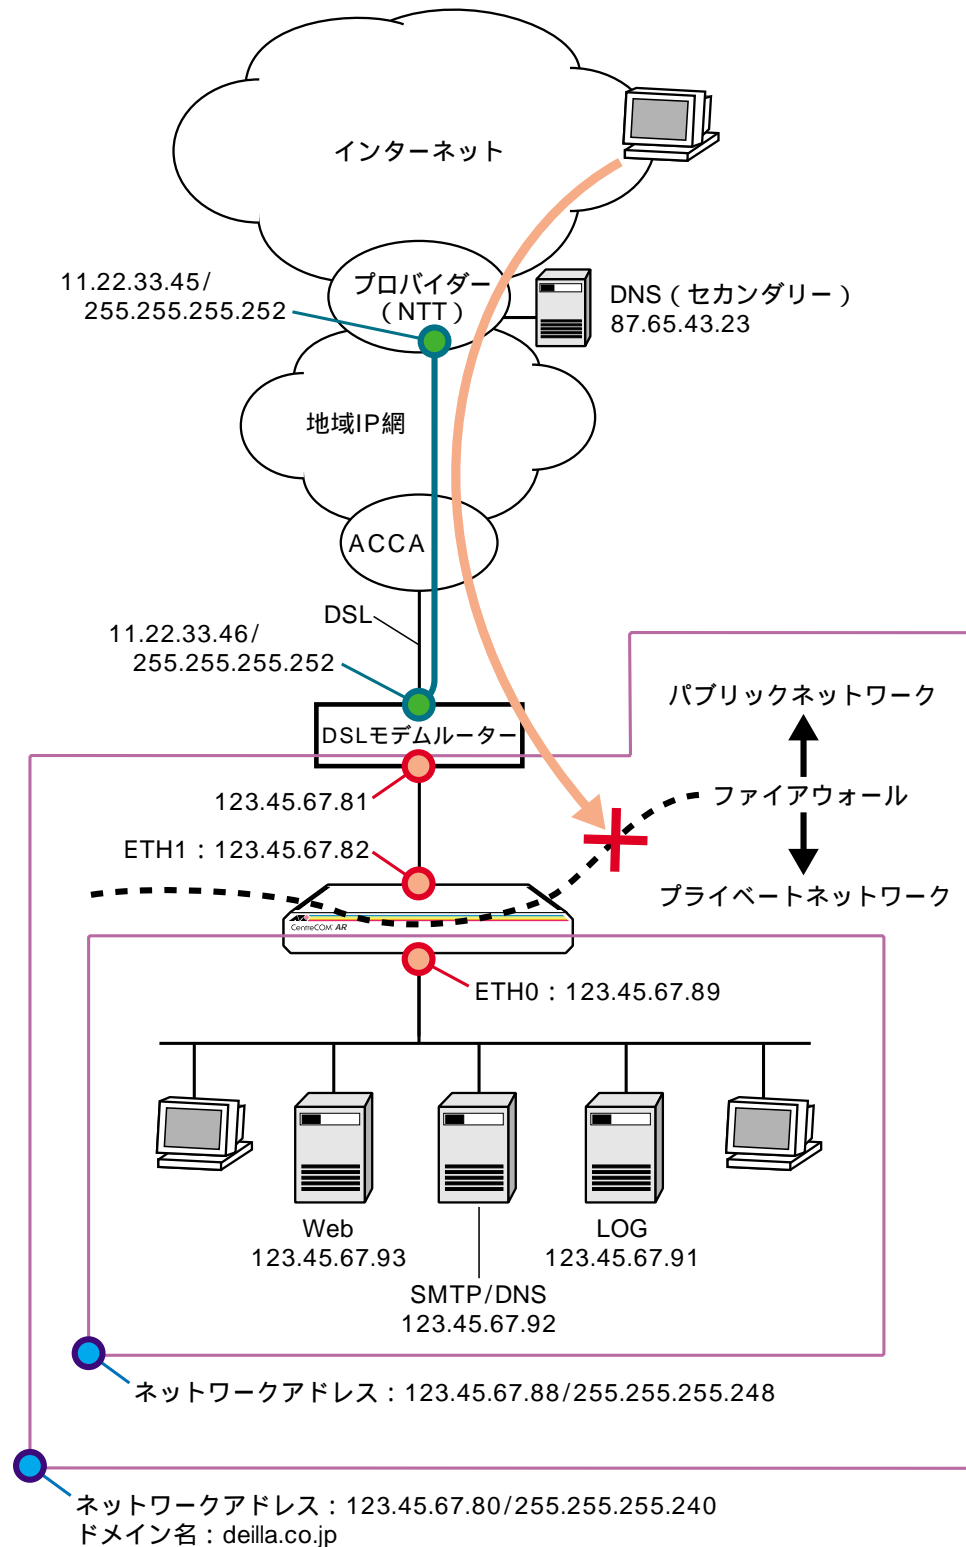 インターネット
プロバイダー
（NTT）
11.22.33.45/
255.255.255.252
DNS（セカンダリー）
87.65.43.23
地域IP網
ACCA
DSL
11.22.33.46/
255.255.255.252
パブリックネットワーク
DSLモデムルーター
ファイアウォール
123.45.67.81
ETH1：123.45.67.82
プライベートネットワーク
CentreCOM AR
ETH0：123.45.67.89
Web
123.45.67.93
LOG
123.45.67.91
SMTP/DNS
123.45.67.92
ネットワークアドレス：123.45.67.88/255.255.255.248
ネットワークアドレス：123.45.67.80/255.255.255.240
ドメイン名：deilla.co.jp